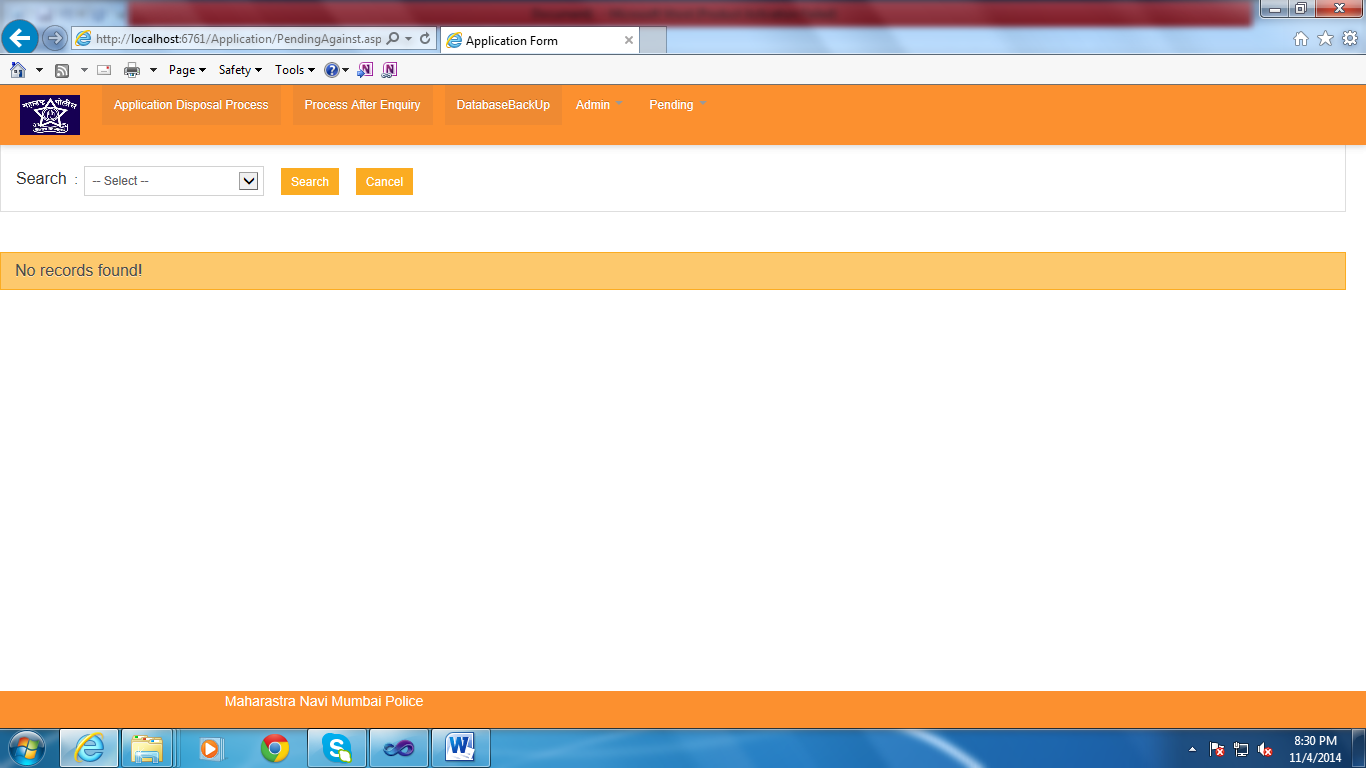 http://localhost:6761/Application/PendingAgainst.asp
Application Form
Page
Safety
Tools
Application Disposal Process
Process After Enquiry
DatabaseBackUp
Admin
Pending
Search :
-- Select --
Search
Cancel
No records found!
Maharastra Navi Mumbai Police
8:30 PM
11/4/2014